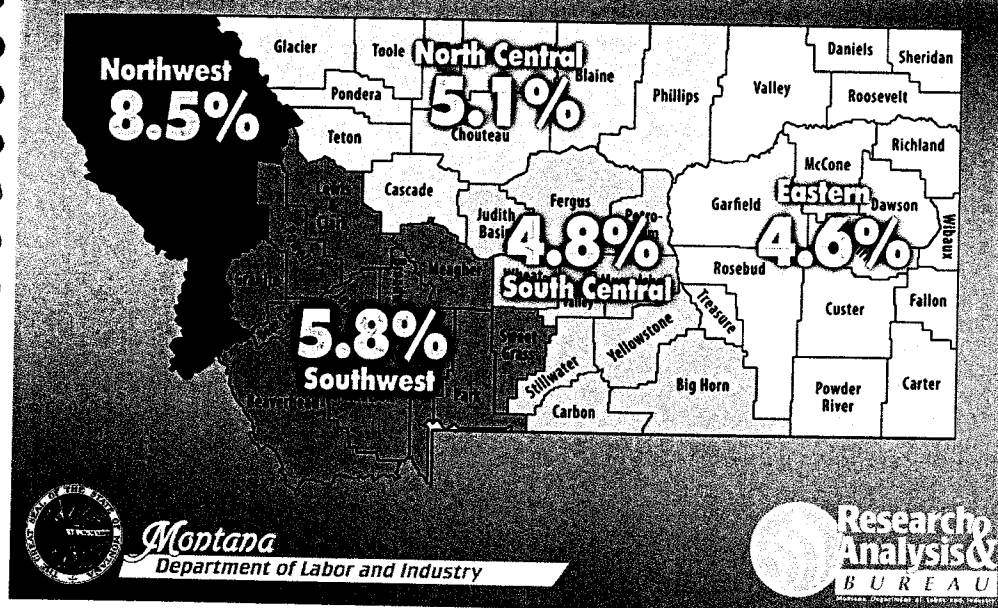 Northwest
8.5%
North Central
5.1%
Eastern
4.6%
4.8%
South Central
5.8%
Southwest
Glacier
Toole
Blaine
Phillips
Valley
Daniels
Sheridan
Roosevelt
Pondera
Teton
Chouteau
Richland
McCone
Cascade
Judith
Fergus
Garfield
Dawson
Wibaux
Meagher
Rosebud
Treasure
Custer
Fallon
Sweet
Grass
Stillwater
Yellowstone
Park
Big Horn
Carbon
Powder
River
Carter
Montana
Department of Labor and Industry
Research &
Analysis
BUREAU